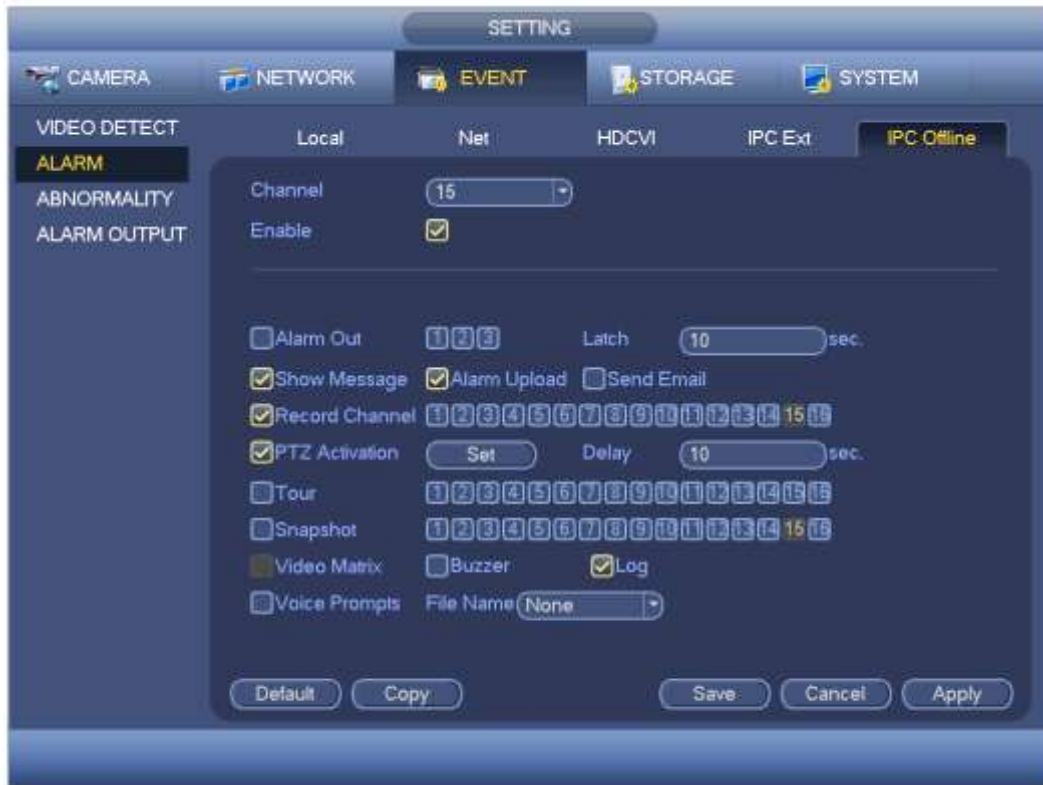 SETTING
CAMERA NETWORK EVENT STORAGE SYSTEM
VIDEO DETECT
ALARM
ABNORMALITY
ALARM OUTPUT
Local Net HDCVI IPC Ext IPC Offline
Channel 15
Enable
Alarm Out 1 2 3 Latch 10 sec.
Show Message Alarm Upload Send Email
Record Channel 1 2 3 4 5 6 7 8 9 10 11 12 13 14 15 16
PTZ Activation Set Delay 10 sec.
Tour 1 2 3 4 5 6 7 8 9 10 11 12 13 14 15 16
Snapshot 1 2 3 4 5 6 7 8 9 10 11 12 13 14 15 16
Video Matrix Buzzer Log
Voice Prompts File Name None
Default Copy Save Cancel Apply